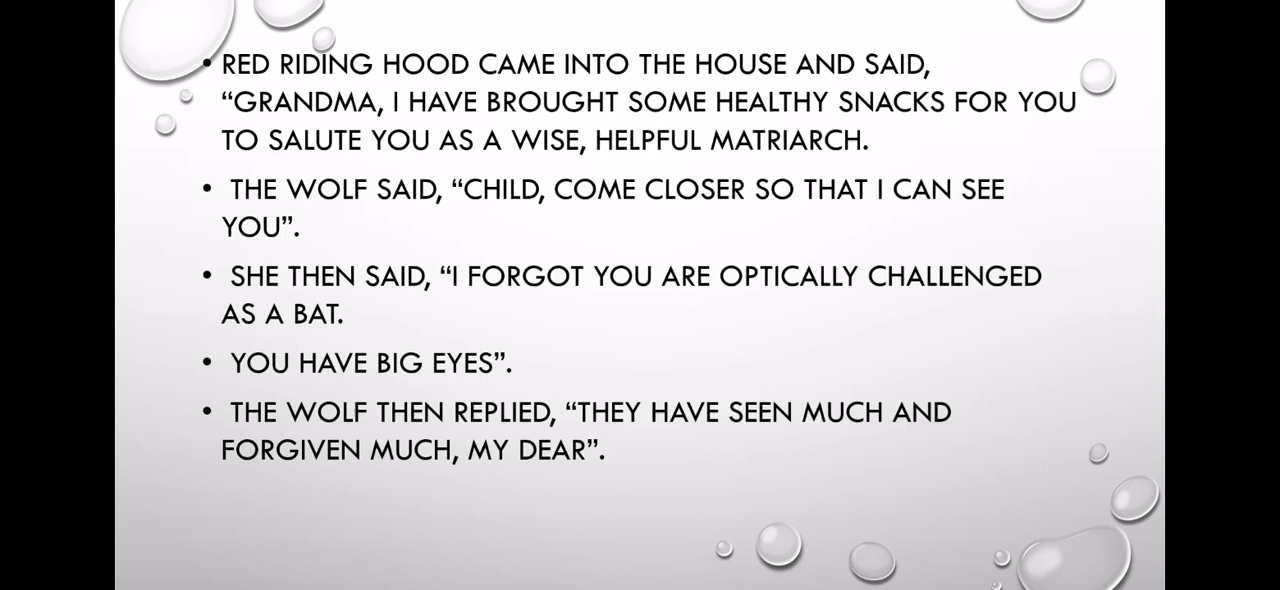 • RED RIDING HOOD CAME INTO THE HOUSE AND SAID,
“GRANDMA, I HAVE BROUGHT SOME HEALTHY SNACKS FOR YOU
TO SALUTE YOU AS A WISE, HELPFUL MATRIARCH.
• THE WOLF SAID, “CHILD, COME CLOSER SO THAT I CAN SEE
YOU”.
• SHE THEN SAID, “I FORGOT YOU ARE OPTICALLY CHALLENGED
AS A BAT.
• YOU HAVE BIG EYES”.
• THE WOLF THEN REPLIED, “THEY HAVE SEEN MUCH AND
FORGIVEN MUCH, MY DEAR”.